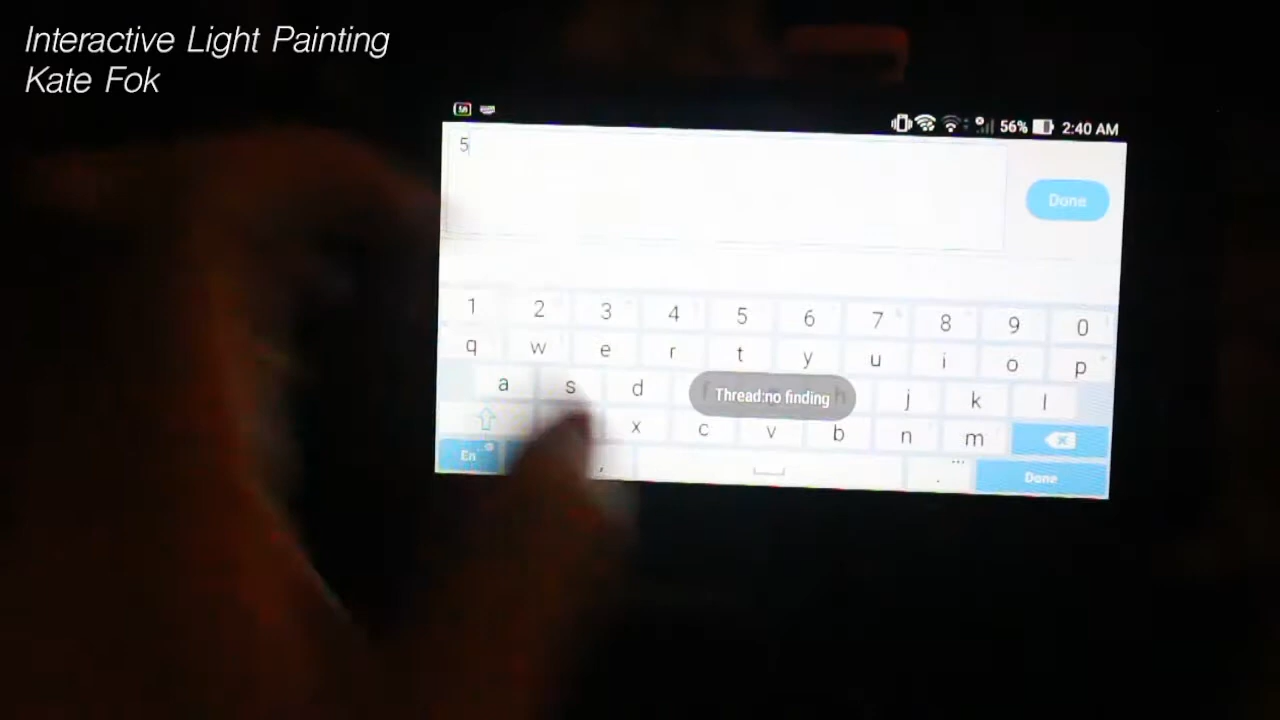 Interactive Light Painting
Kate Fok
56% 2:40 AM
5
Done
1 2 3 4 5 6 7 8 9 0
q w e r t y u i o p
a s d h j k l
Thread:no finding
x c v b n m
En , . ... Done